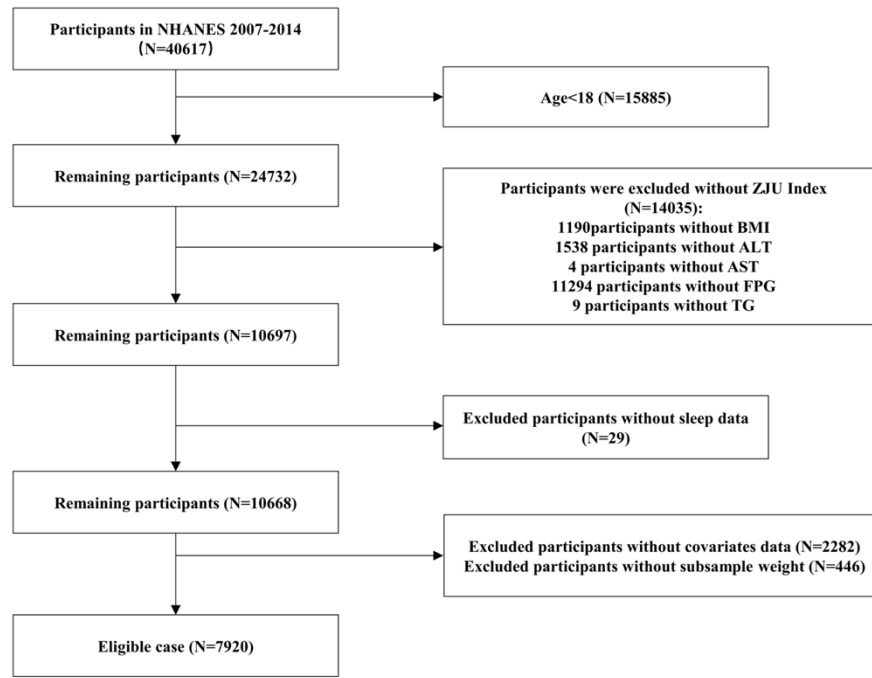 Participants in NHANES 2007-2014
(N=40617)
Age<18 (N=15885)
Remaining participants (N=24732)
Participants were excluded without ZJU Index
(N=14035):
1190participants without BMI
1538 participants without ALT
4 participants without AST
11294 participants without FPG
9 participants without TG
Remaining participants (N=10697)
Excluded participants without sleep data
(N=29)
Remaining participants (N=10668)
Excluded participants without covariates data (N=2282)
Excluded participants without subsample weight (N=446)
Eligible case (N=7920)